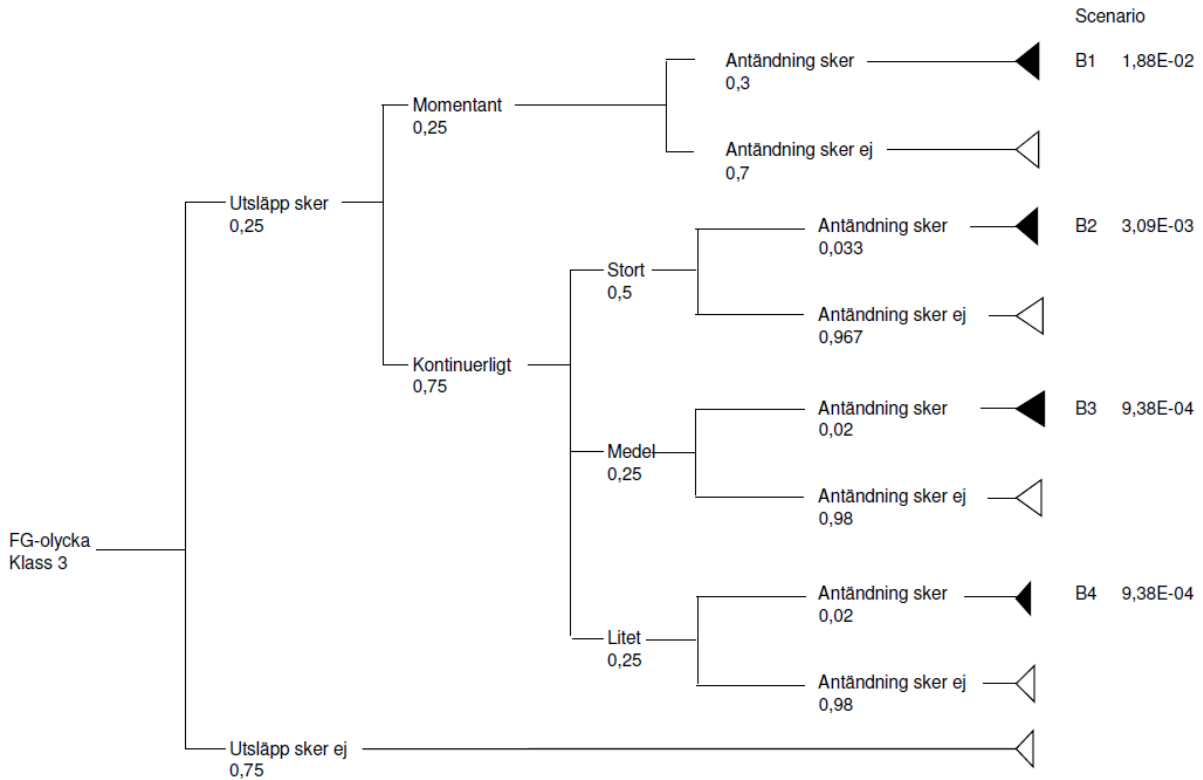 Scenario
Antändning sker
0,3
B1 1,88E-02
Momentant
0,25
Antändning sker ej
0,7
Utsläpp sker
0,25
Antändning sker
0,033
B2 3,09E-03
Stort
0,5
Antändning sker ej
0,967
Kontinuerligt
0,75
Antändning sker
0,02
B3 9,38E-04
Medel
0,25
Antändning sker ej
0,98
FG-olycka
Klass 3
Antändning sker
0,02
B4 9,38E-04
Litet
0,25
Antändning sker ej
0,98
Utsläpp sker ej
0,75